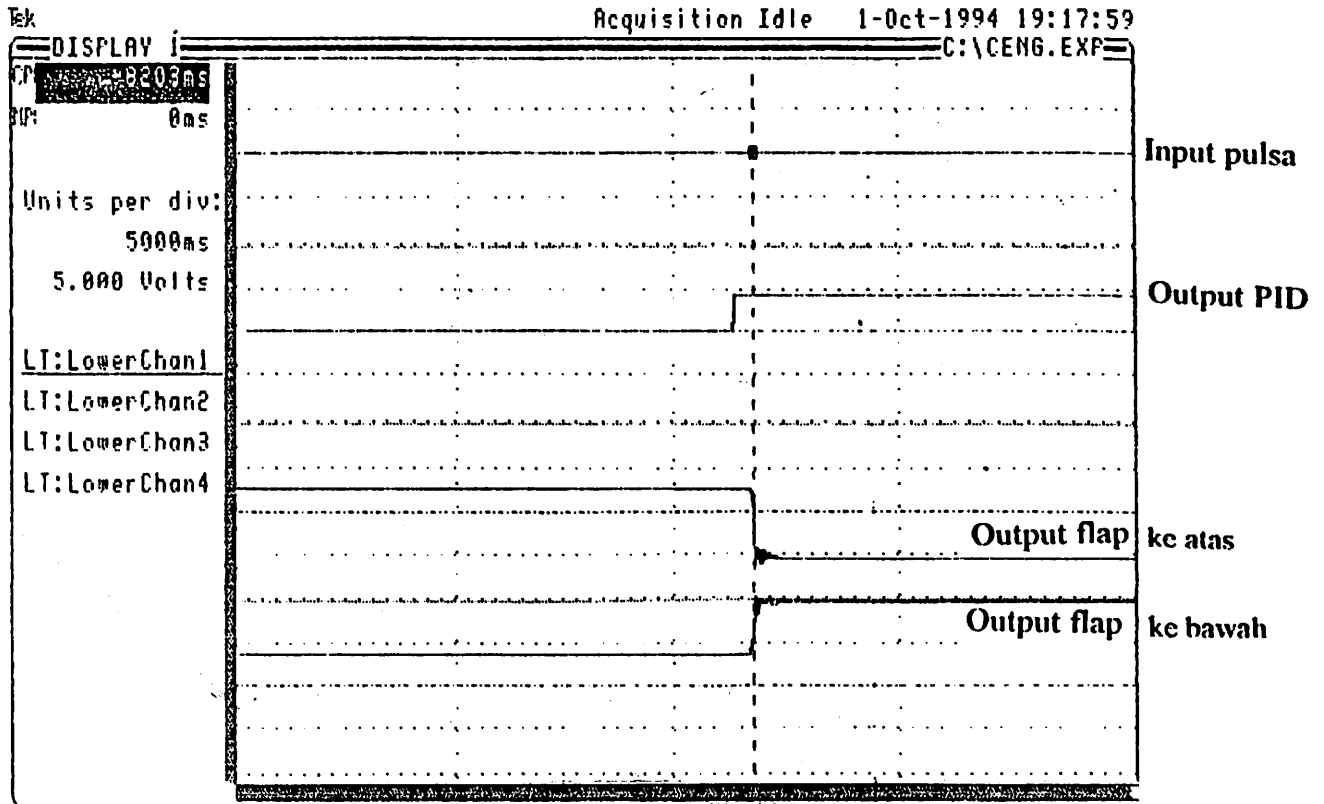 Tek Acquisition Idle 1-Oct-1994 19:17:59
DISPLAY C:\CENG.EXP
8203ms
0ms
Input pulsa
Units per div:
5000ms
5.000 Volts
Output PID
LT:LowerChan1
LT:LowerChan2
LT:LowerChan3
LT:LowerChan4
Output flap ke atas
Output flap ke bawah